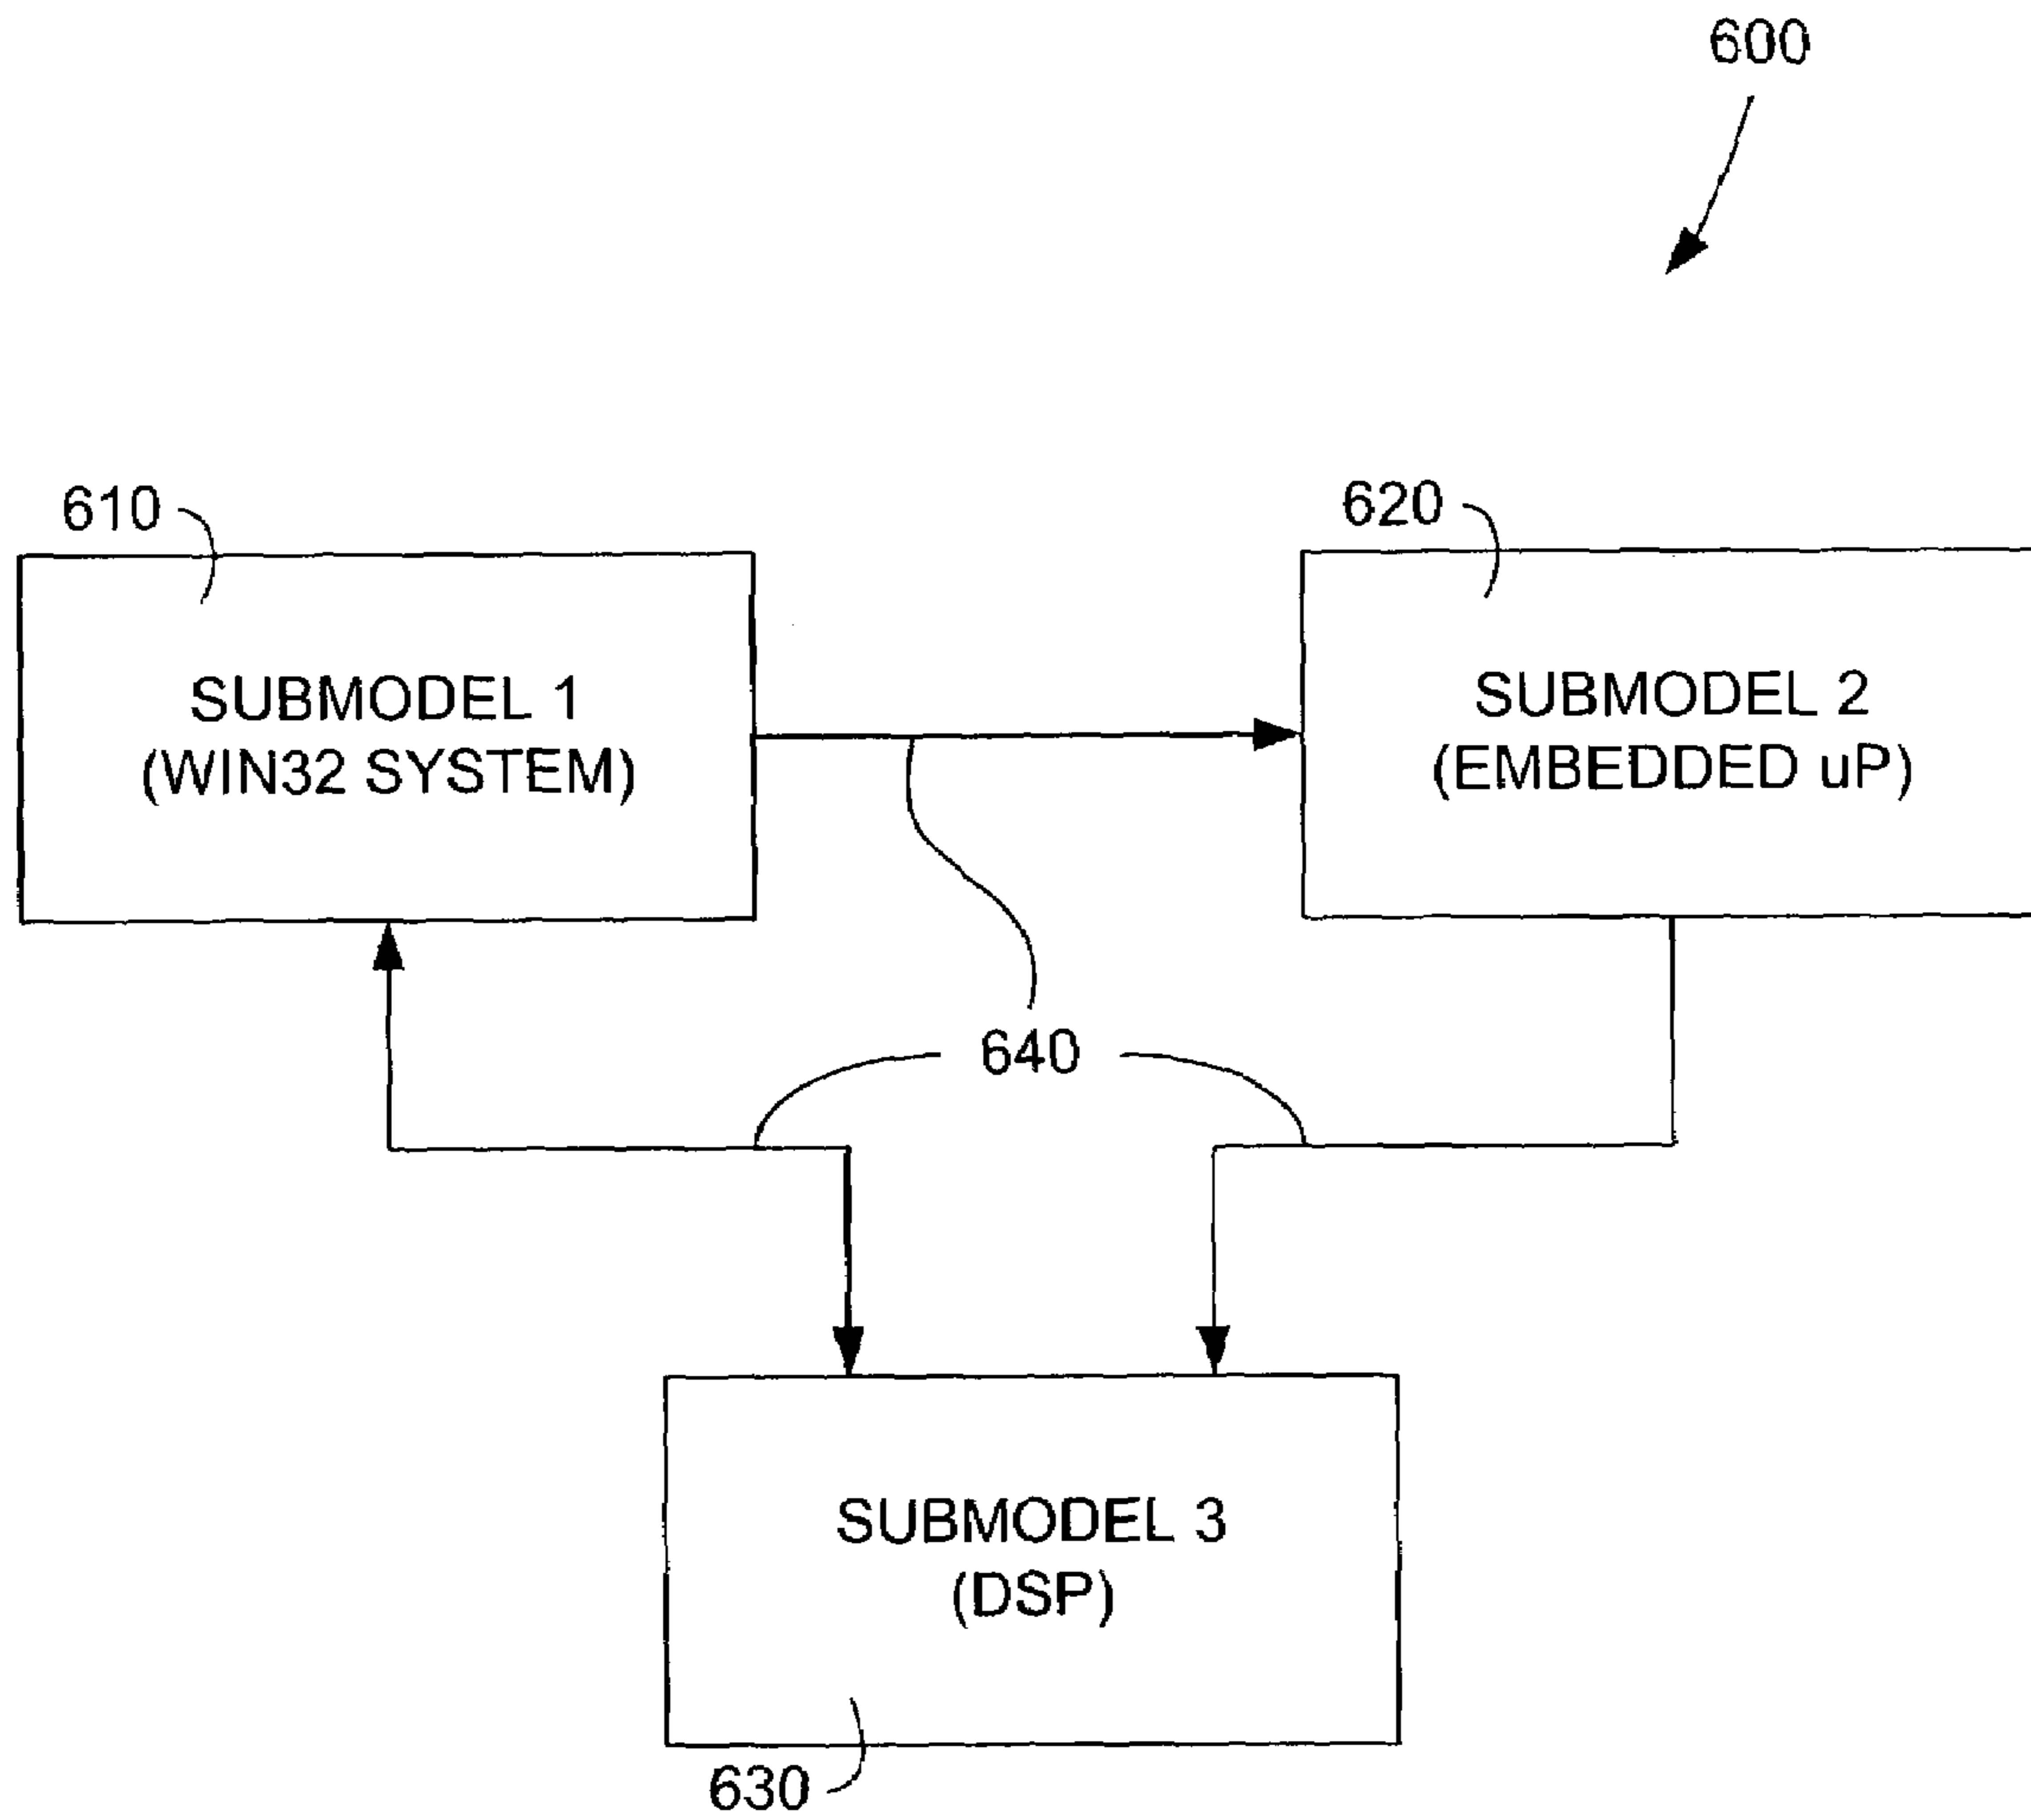 600
610
620
SUBMODEL 1
(WIN32 SYSTEM)
SUBMODEL 2
(EMBEDDED uP)
640
SUBMODEL 3
(DSP)
630